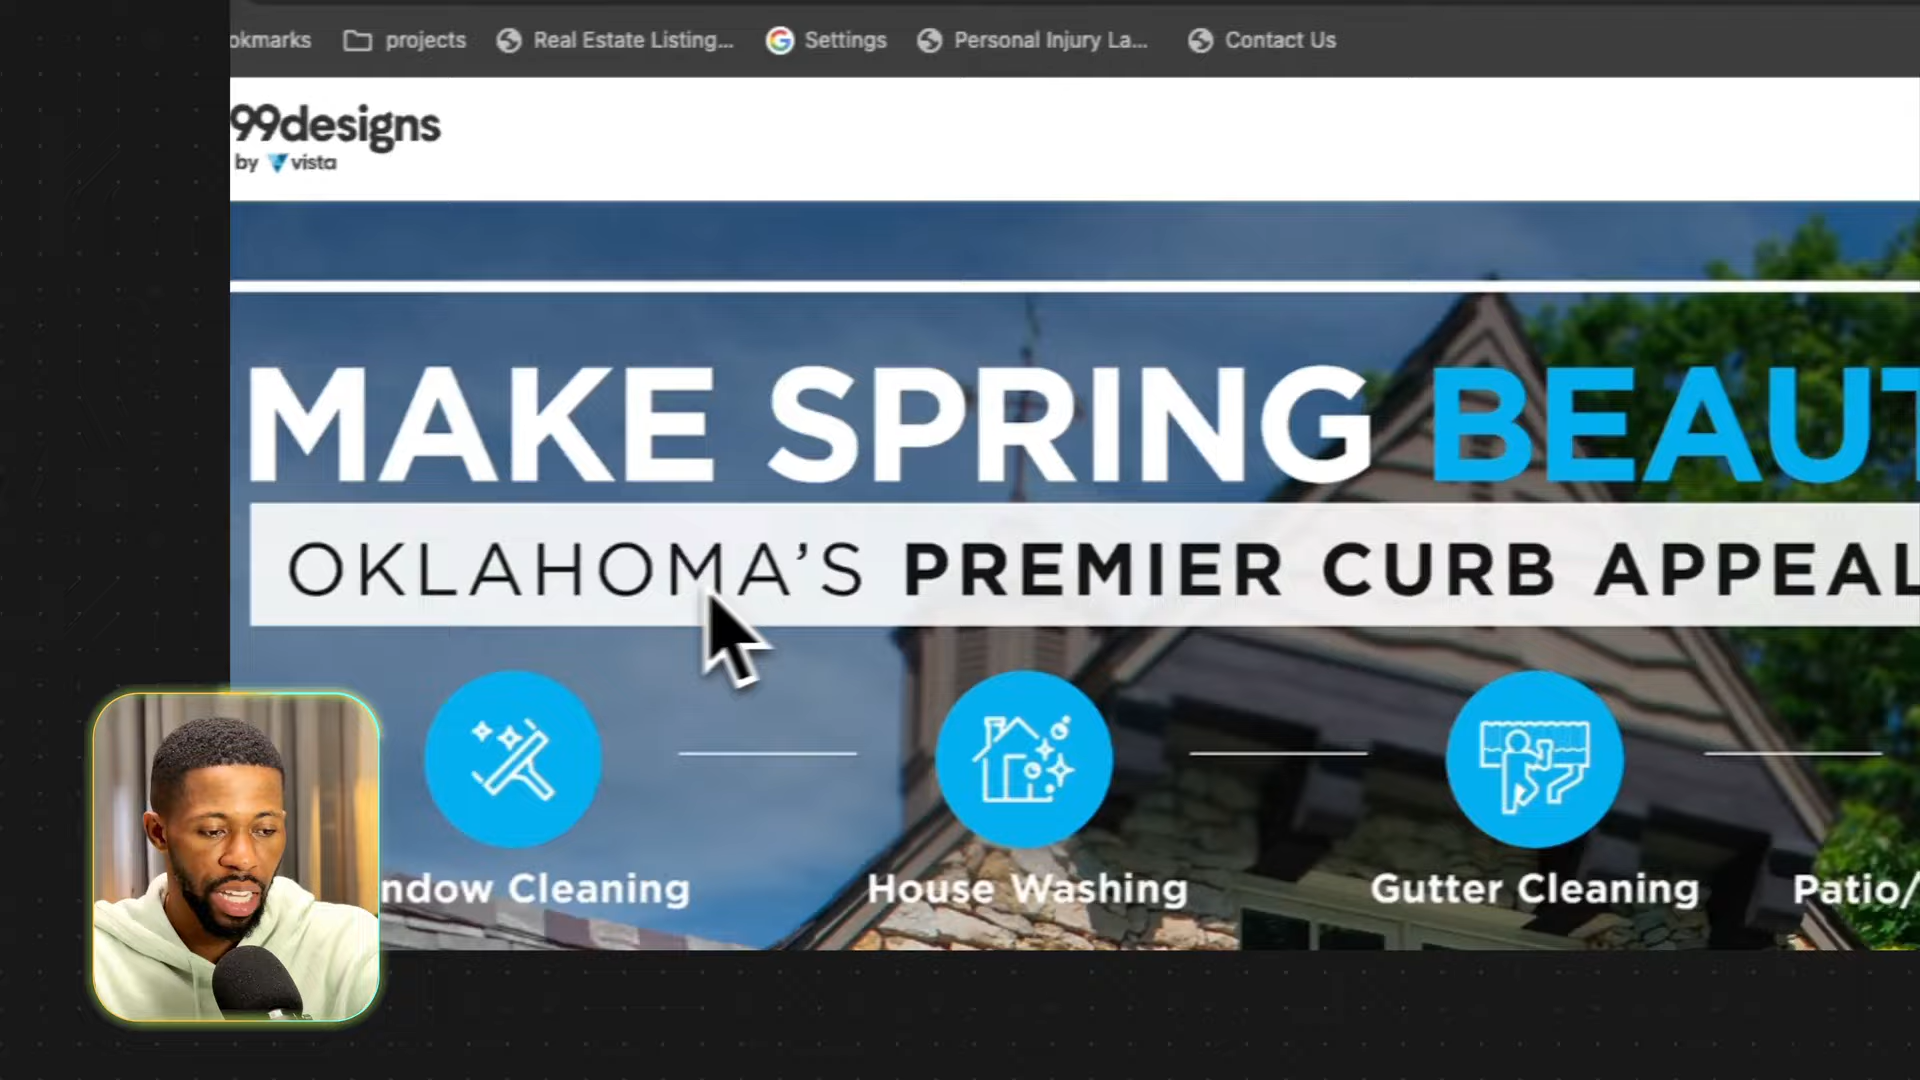 okmarks projects Real Estate Listing... Settings Personal Injury La... Contact Us
99designs
by vista
MAKE SPRING BEAUT
OKLAHOMA'S PREMIER CURB APPEAL
ndow Cleaning House Washing Gutter Cleaning Patio/